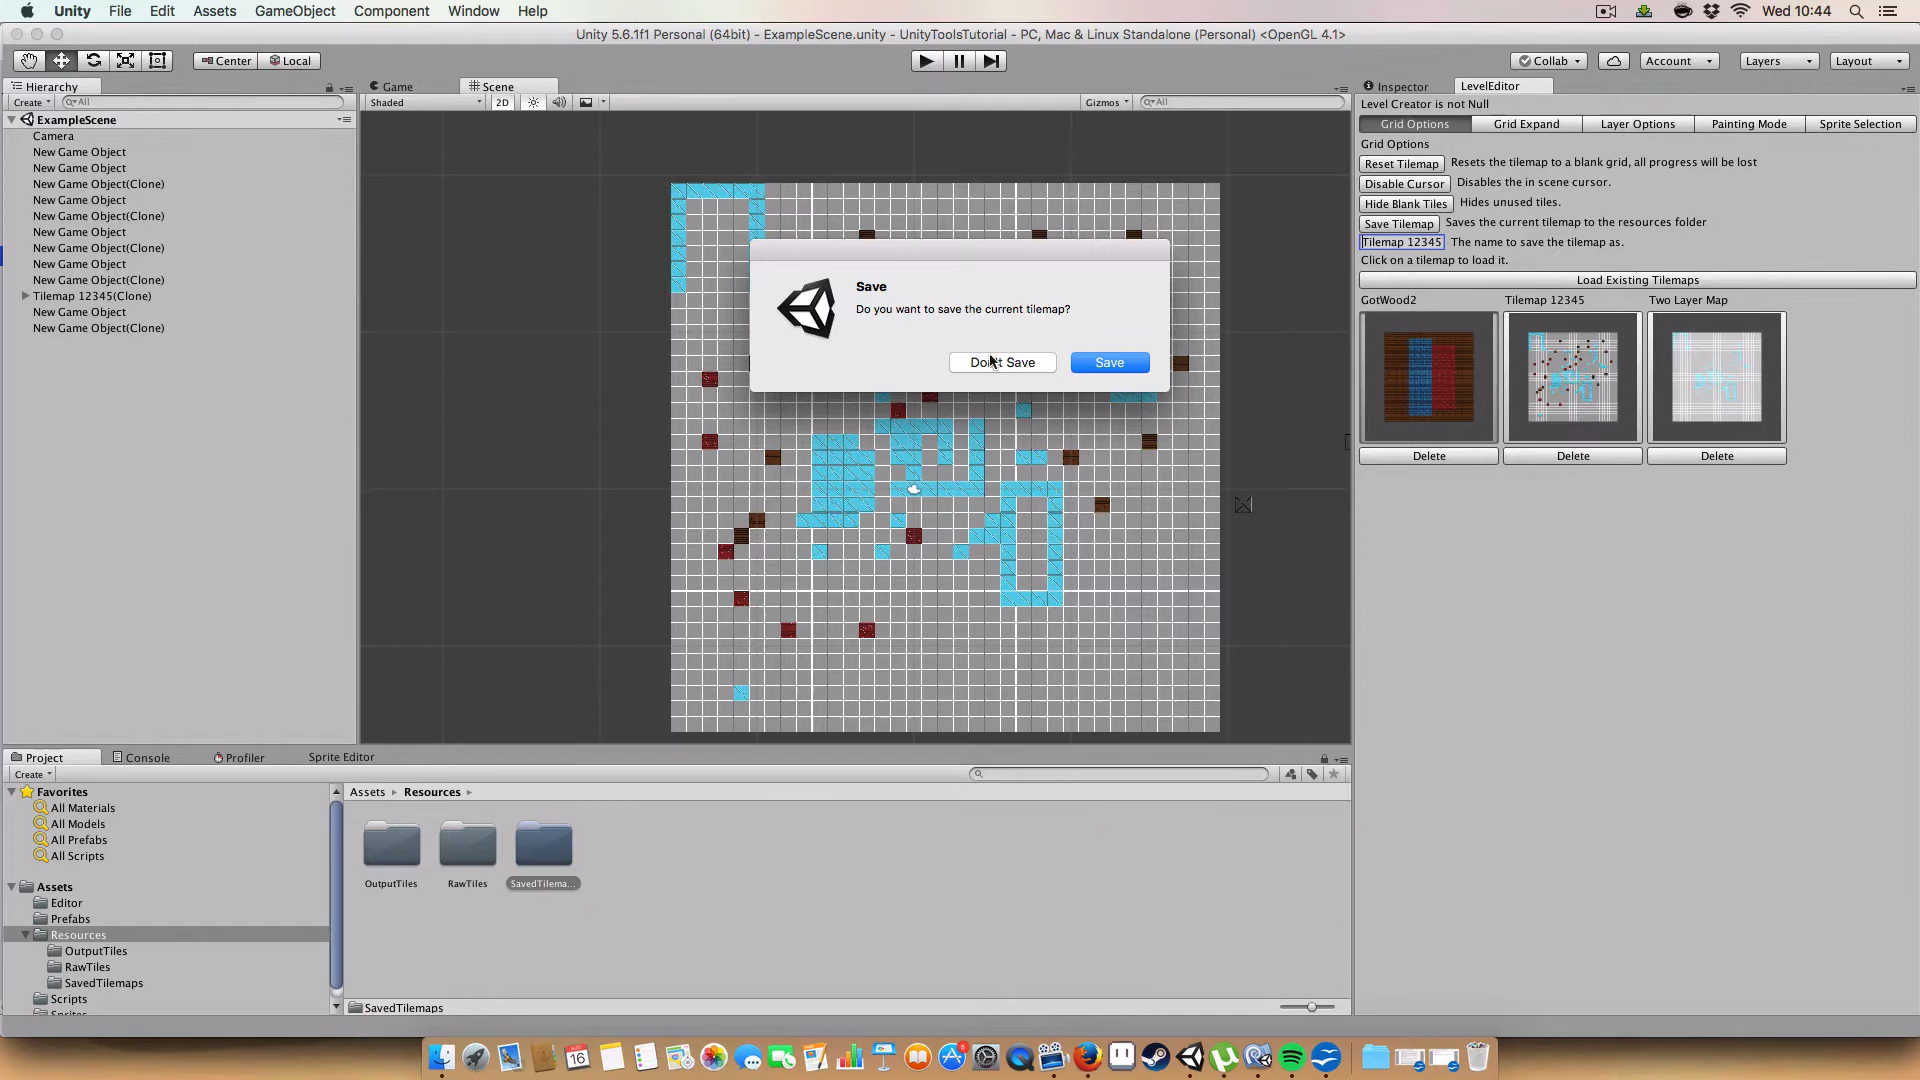 Unity File Edit Assets GameObject Component Window Help Wed 10:44
Unity 5.6.1f1 Personal (64bit) - ExampleScene.unity - UnityToolsTutorial - PC, Mac & Linux Standalone (Personal) <OpenGL 4.1>
Center Local Collab Account Layers Layout
Hierarchy Game Scene Inspector LevelEditor
Create All Shaded 2D Gizmos All Level Creator is not Null
ExampleScene
Grid Options Grid Expand Layer Options Painting Mode Sprite Selection
Camera
New Game Object
New Game Object
New Game Object(Clone)
New Game Object
New Game Object(Clone)
New Game Object
New Game Object(Clone)
New Game Object
New Game Object(Clone)
Tilemap 12345(Clone)
New Game Object
New Game Object(Clone)
Grid Options
Reset Tilemap Resets the tilemap to a blank grid, all progress will be lost
Disable Cursor Disables the in scene cursor.
Hide Blank Tiles Hides unused tiles.
Save Tilemap Saves the current tilemap to the resources folder
Tilemap 12345 The name to save the tilemap as.
Click on a tilemap to load it.
Load Existing Tilemaps
GotWood2 Tilemap 12345 Two Layer Map
Delete Delete Delete
Save
Do you want to save the current tilemap?
Don't Save Save
Project Console Profiler Sprite Editor
Create
Favorites
All Materials
All Models
All Prefabs
All Scripts
Assets
Editor
Prefabs
Resources
OutputTiles
RawTiles
SavedTilemaps
Scripts
Assets Resources
OutputTiles RawTiles SavedTilema...
SavedTilemaps
16